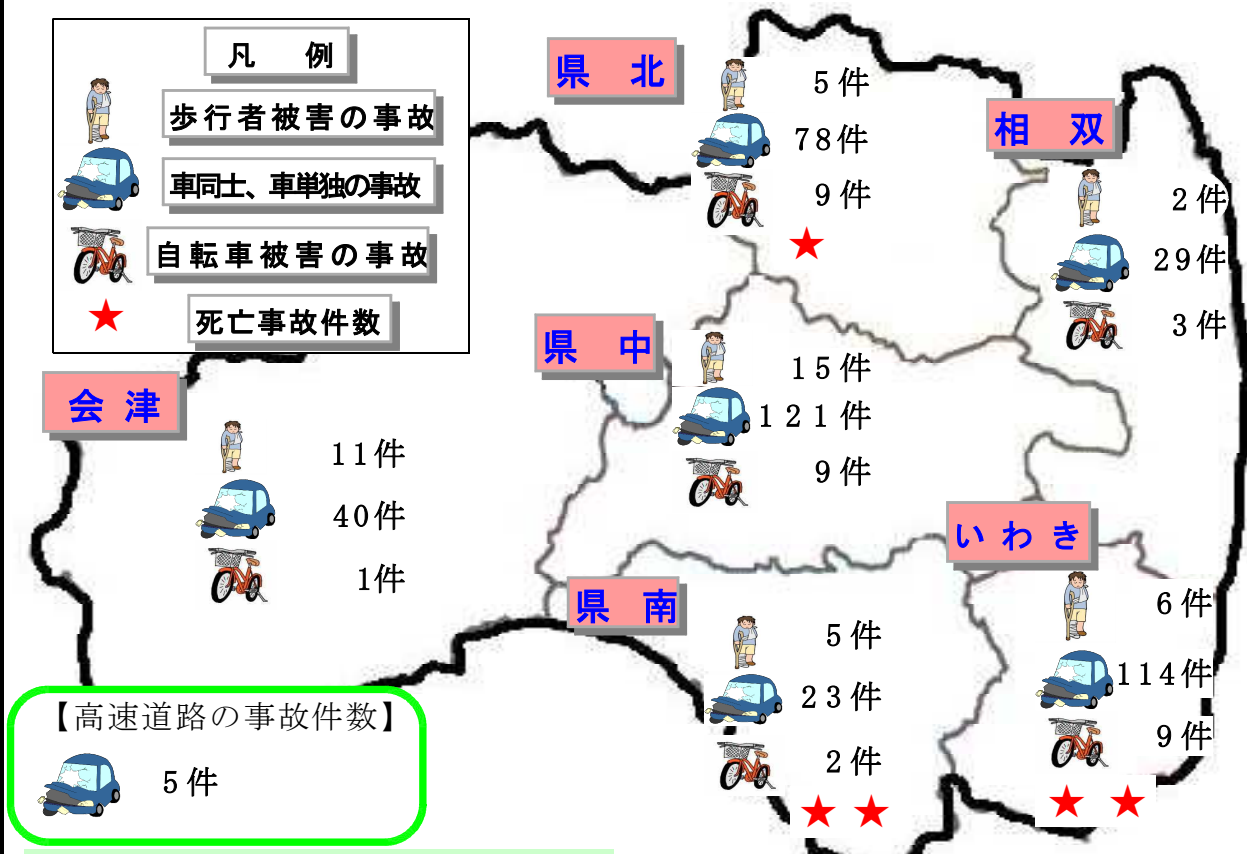 凡 例
歩行者被害の事故
車同士、車単独の事故
自転車被害の事故
★ 死亡事故件数
県 北
5件
78件
9件
★
相 双
2件
29件
3件
県 中
15件
121件
9件
会津
11件
40件
1件
いわき
6件
114件
9件
★ ★
県 南
5件
23件
2件
★ ★
【高速道路の事故件数】
5件